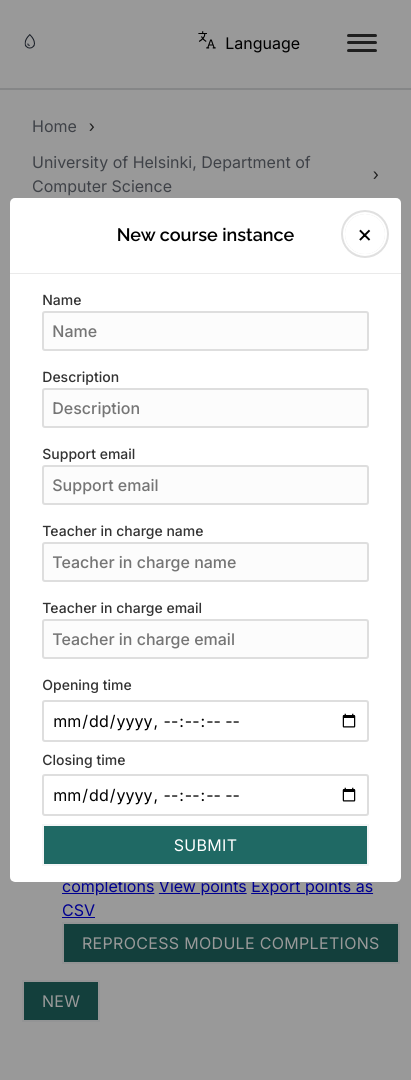 Language
Home ›
University of Helsinki, Department of ›
Computer Science
New course instance
Name
Name
Description
Description
Support email
Support email
Teacher in charge name
Teacher in charge name
Teacher in charge email
Teacher in charge email
Opening time
mm/dd/yyyy, --:--:-- --
Closing time
mm/dd/yyyy, --:--:-- --
SUBMIT
completions View points Export points as
CSV
REPROCESS MODULE COMPLETIONS
NEW